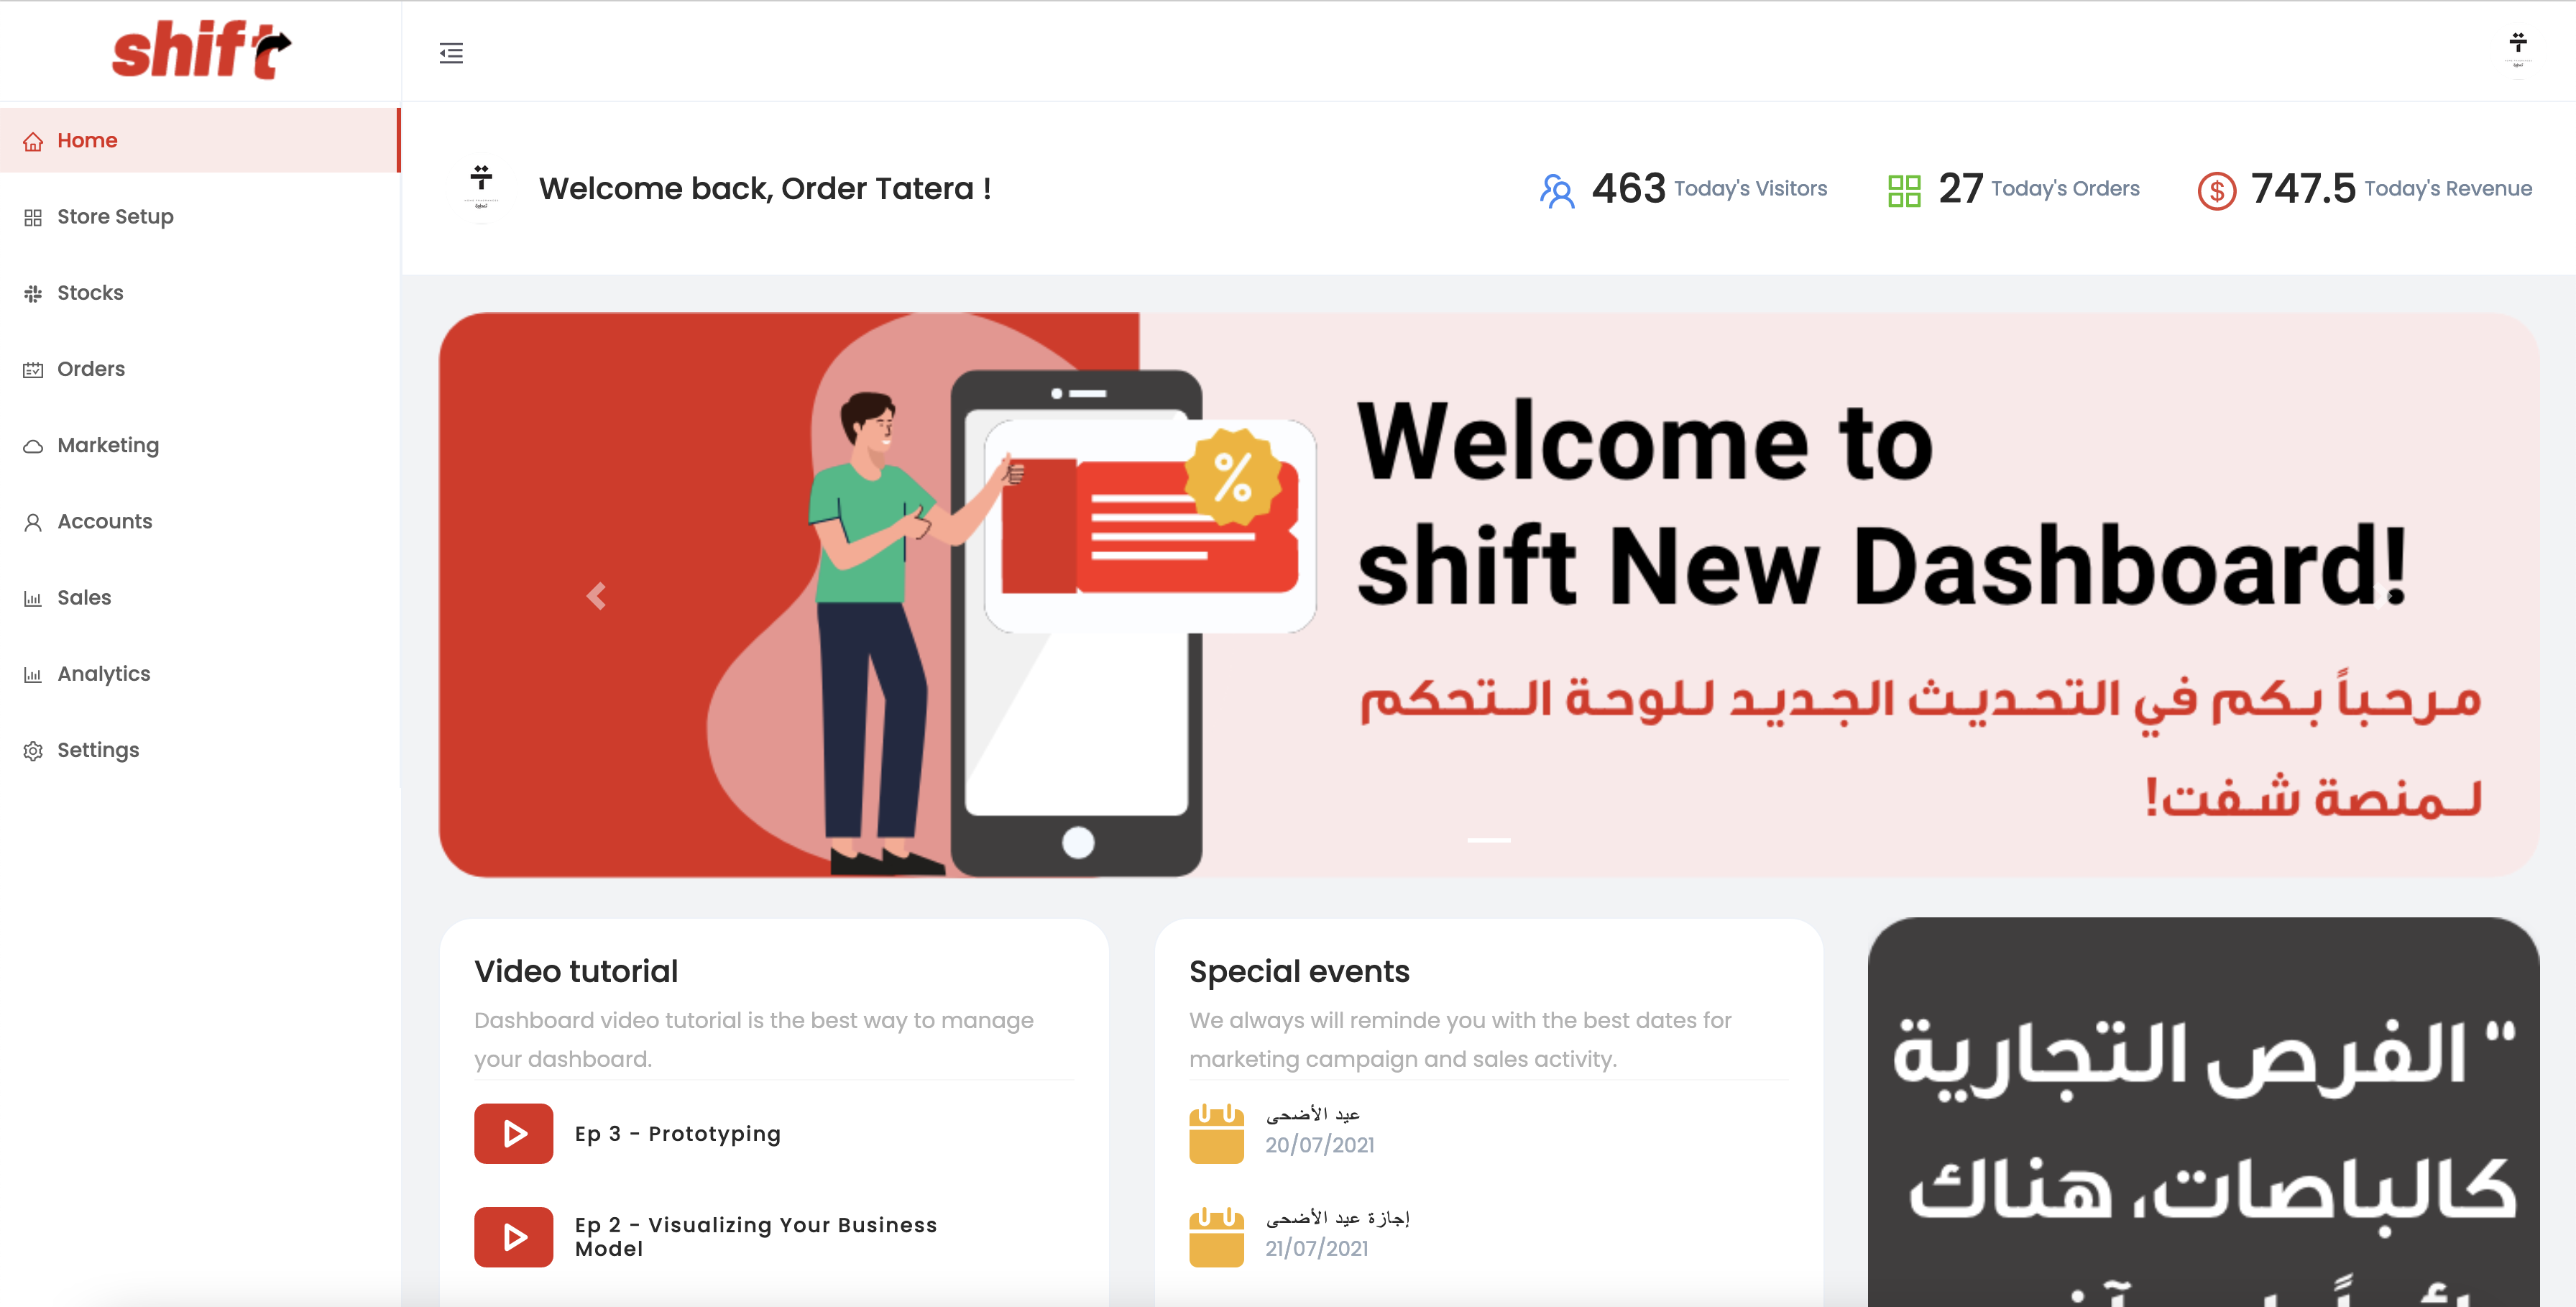 shift
Home
Store Setup
Stocks
Orders
Marketing
Accounts
Sales
Analytics
Settings
Welcome back, Order Tatera !
463 Today's Visitors
27 Today's Orders
747.5 Today's Revenue
Welcome to
shift New Dashboard!
مرحباً بكم في التحديث الجديد للوحة التحكم
لمنصة شفت!
Video tutorial
Dashboard video tutorial is the best way to manage
your dashboard.
Ep 3 - Prototyping
Ep 2 - Visualizing Your Business
Model
Special events
We always will reminde you with the best dates for
marketing campaign and sales activity.
عيد الأضحى
20/07/2021
إجازة عيد الأضحى
21/07/2021
" الفرص التجارية
كالباصات، هناك